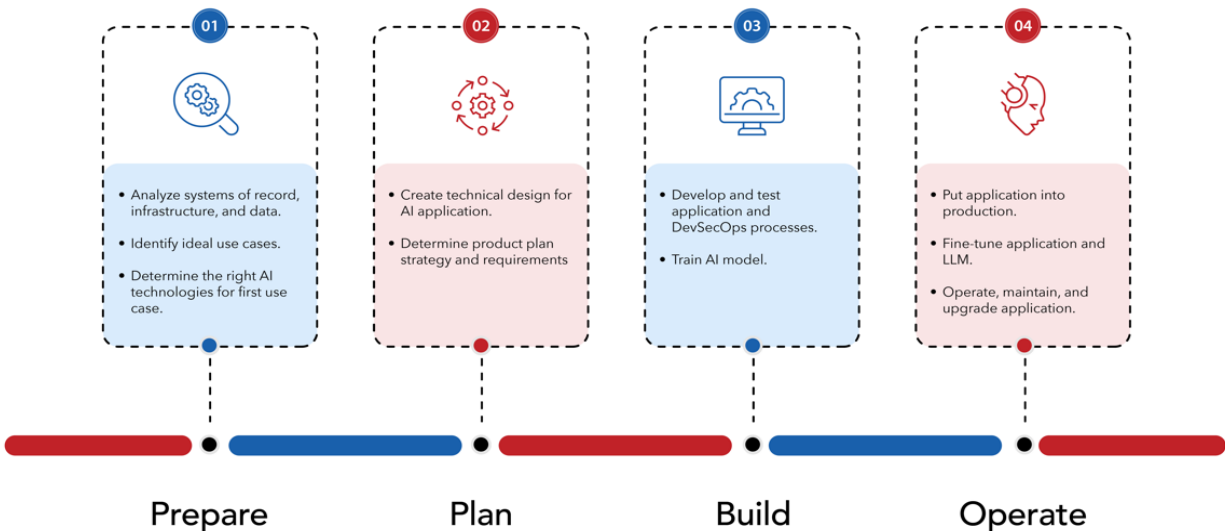 01
• Analyze systems of record,
infrastructure, and data.
• Identify ideal use cases.
• Determine the right AI
technologies for first use
case.
Prepare
02
• Create technical design for
AI application.
• Determine product plan
strategy and requirements
Plan
03
• Develop and test
application and
DevSecOps processes.
• Train AI model.
Build
04
• Put application into
production.
• Fine-tune application and
LLM.
• Operate, maintain, and
upgrade application.
Operate